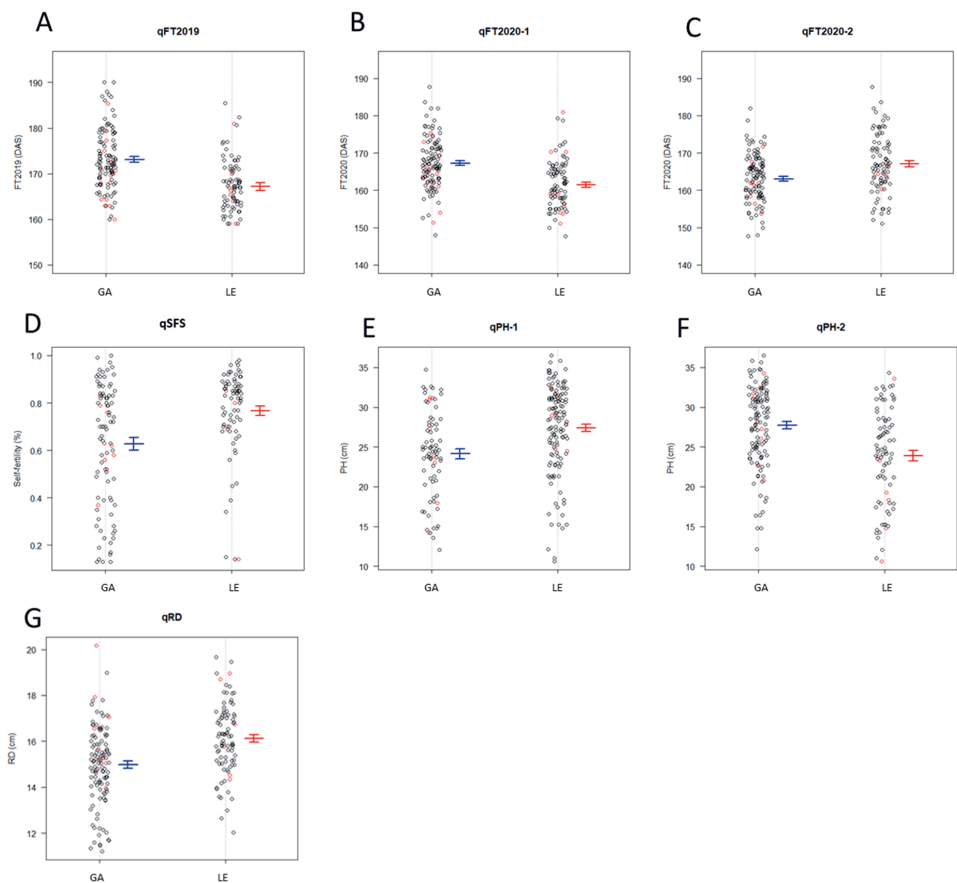 A
qFT2019
FT2019 (DAS)
190
180
170
160
150
GA
LE
B
qFT2020-1
FT2020 (DAS)
190
180
170
160
150
140
GA
LE
C
qFT2020-2
FT2020 (DAS)
190
180
170
160
150
140
GA
LE
D
qSFS
Self-fertility (%)
1.0
0.8
0.6
0.4
0.2
GA
LE
E
qPH-1
PH (cm)
35
30
25
20
15
10
GA
LE
F
qPH-2
PH (cm)
35
30
25
20
15
10
GA
LE
G
qRD
RD (cm)
20
18
16
14
12
GA
LE